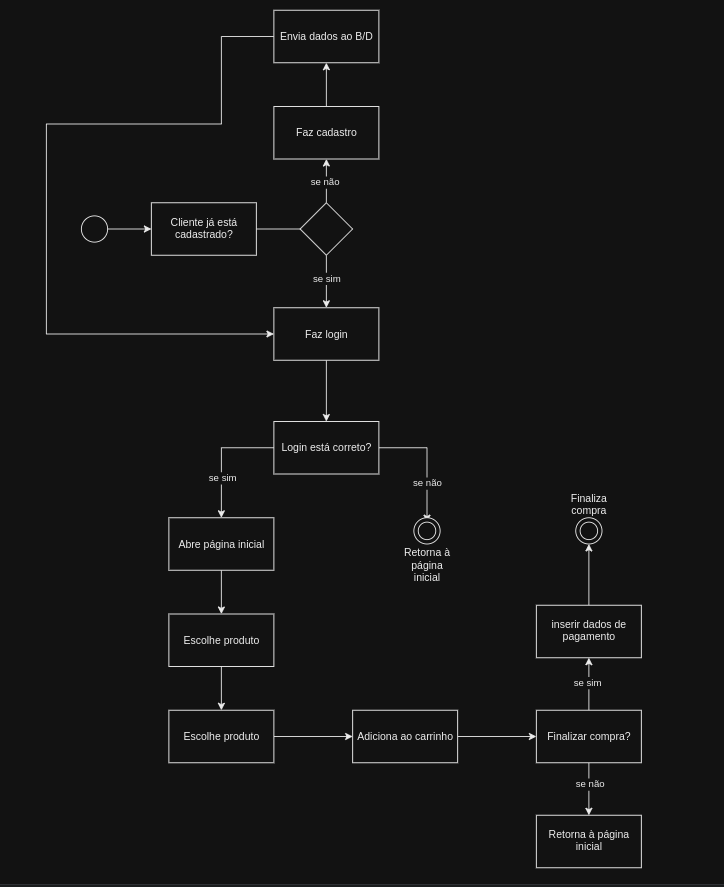 Envia dados ao B/D
Faz cadastro
se não
Cliente já está
cadastrado?
se sim
Faz login
Login está correto?
se sim
se não
Abre página inicial
Retorna à
página
inicial
Finaliza
compra
Escolhe produto
inserir dados de
pagamento
se sim
Escolhe produto
Adiciona ao carrinho
Finalizar compra?
se não
Retorna à página
inicial